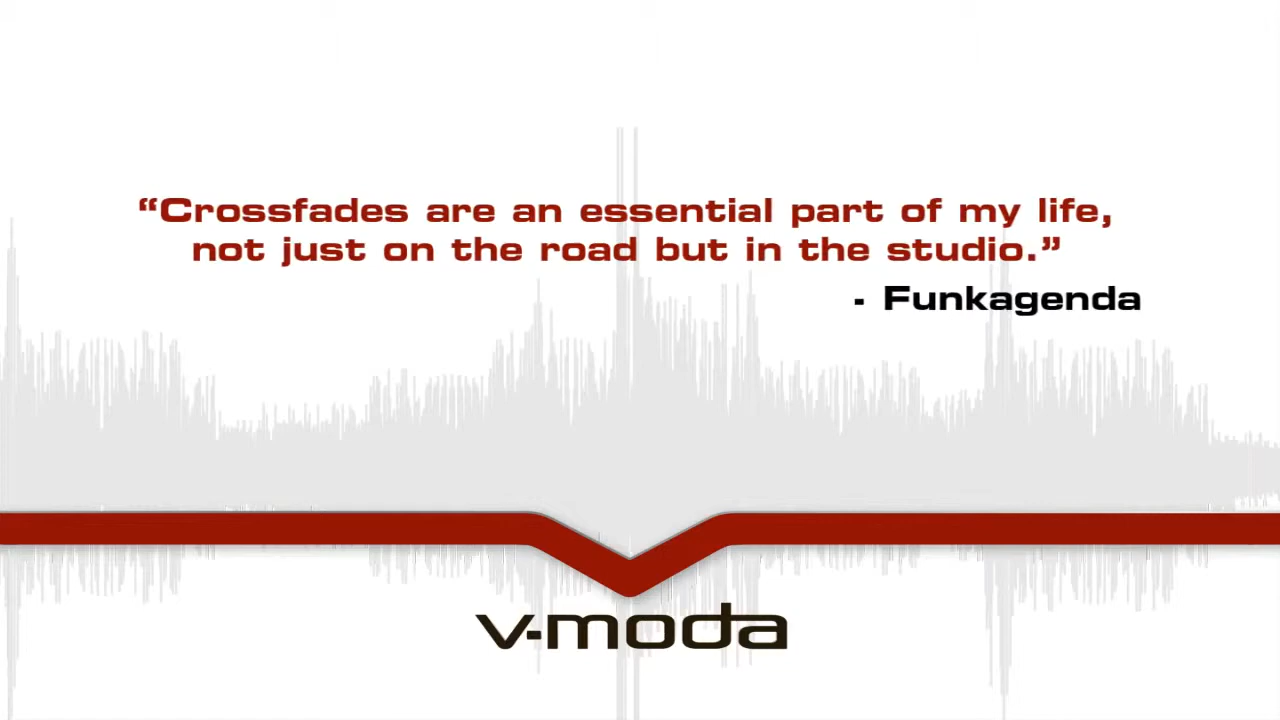 “Crossfades are an essential part of my life,
not just on the road but in the studio.”
- Funkagenda
v-moda